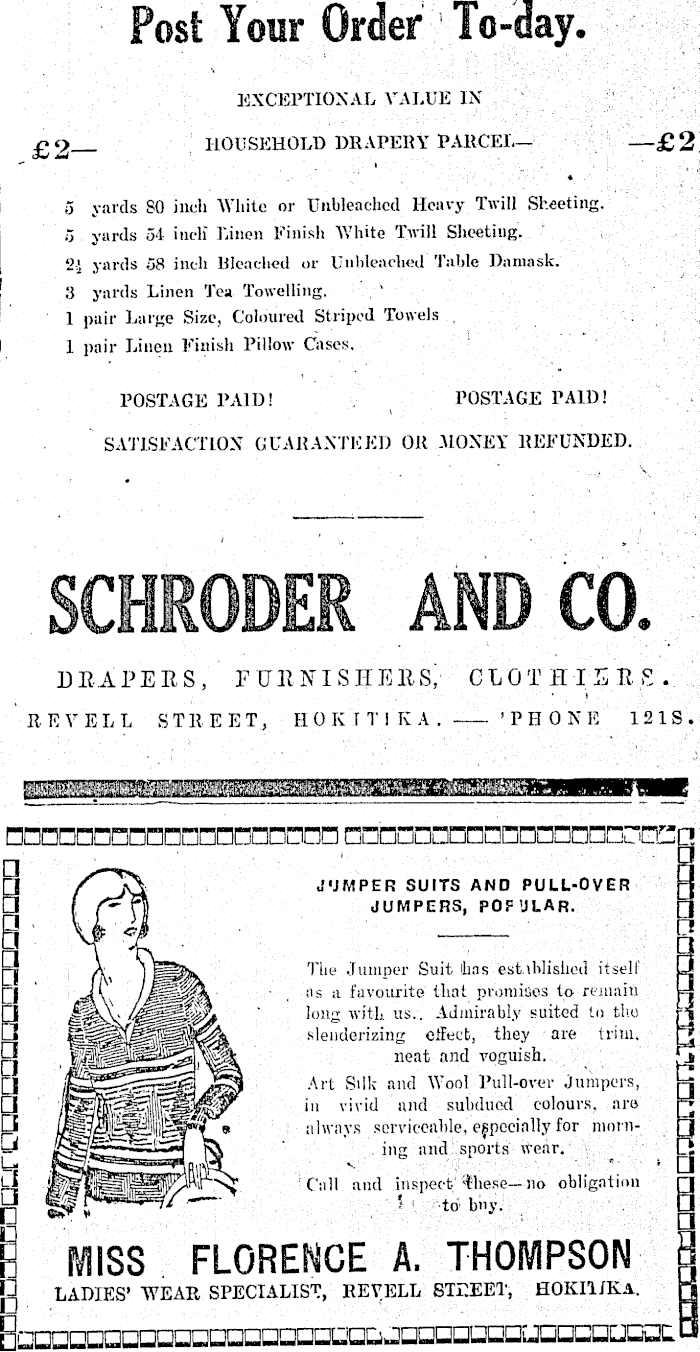 Post Your Order To-day.
EXCEPTIONAL VALUE IN
£2— HOUSEHOLD DRAPERY PARCEL— —£2
5 yards 80 inch White or Unbleached Heavy Twill Sheeting.
5 yards 54 inch Linen Finish White Twill Sheeting.
2½ yards 58 inch Bleached or Unbleached Table Damask.
3 yards Linen Tea Towelling.
1 pair Large Size, Coloured Striped Towels
1 pair Linen Finish Pillow Cases.
POSTAGE PAID! POSTAGE PAID!
SATISFACTION GUARANTEED OR MONEY REFUNDED.
SCHRODER AND CO.
DRAPERS, FURNISHERS, CLOTHIERS.
REVELL STREET, HOKITIKA. — 'PHONE 121S.
JUMPER SUITS AND PULL-OVER
JUMPERS, POPULAR.
The Jumper Suit has established itself
as a favourite that promises to remain
long with us.. Admirably suited to the
slenderizing effect, they are trim,
neat and voguish.
Art Silk and Wool Pull-over Jumpers,
in vivid and subdued colours, are
always serviceable, especially for morn-
ing and sports wear.
Call and inspect these—no obligation
to buy.
MISS FLORENCE A. THOMPSON
LADIES' WEAR SPECIALIST, REVELL STREET, HOKITIKA.